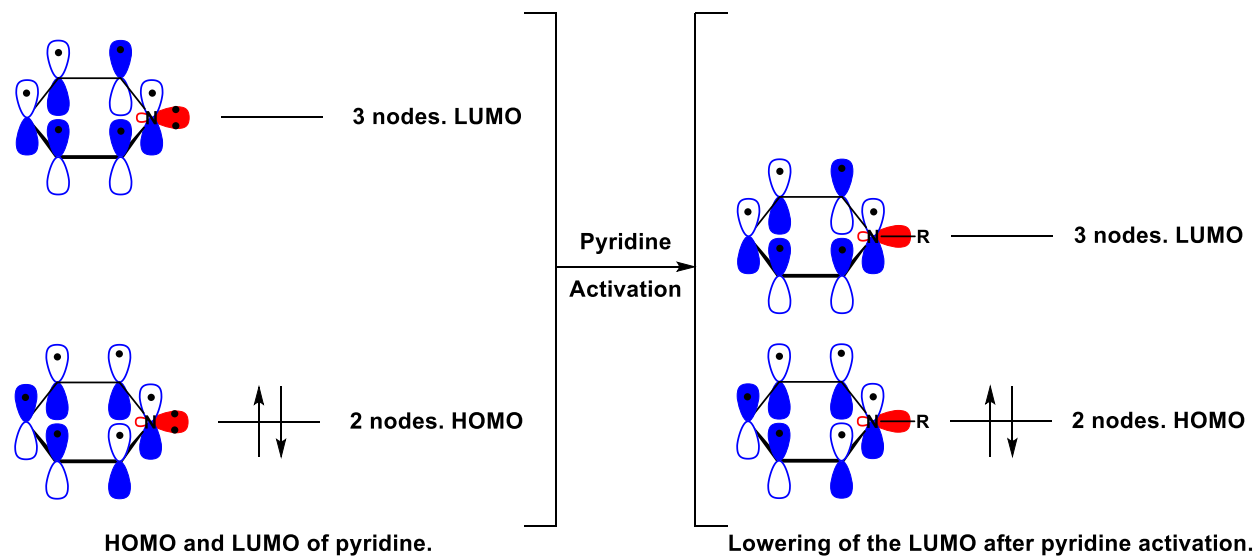 N
3 nodes. LUMO
N
2 nodes. HOMO
HOMO and LUMO of pyridine.
Pyridine
Activation
N R
3 nodes. LUMO
N R
2 nodes. HOMO
Lowering of the LUMO after pyridine activation.